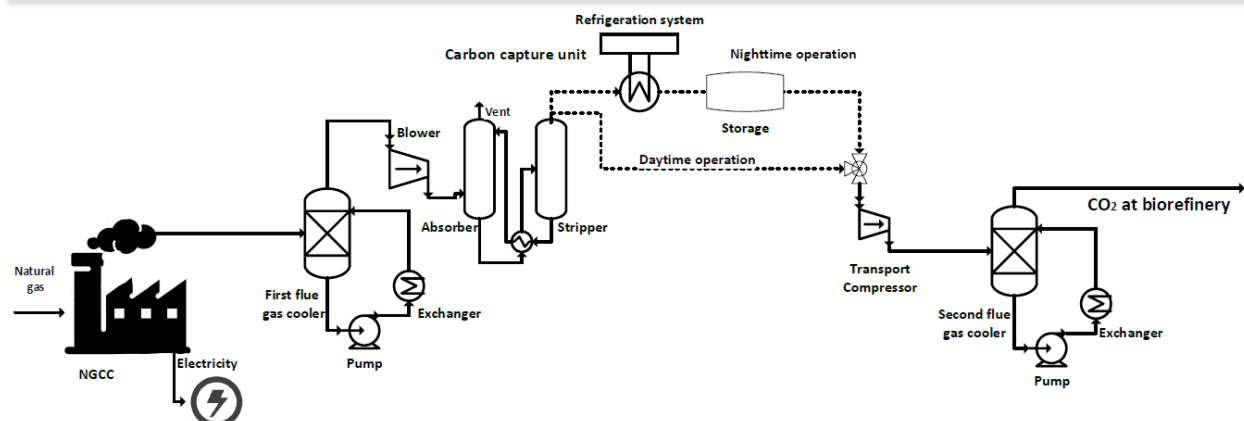 Refrigeration system
Carbon capture unit
Nighttime operation
Vent
Blower
Storage
Daytime operation
CO₂ at biorefinery
Absorber
Stripper
Natural
gas
First flue
gas cooler
Exchanger
Transport
Compressor
Second flue
gas cooler
Exchanger
Pump
Electricity
NGCC
Pump